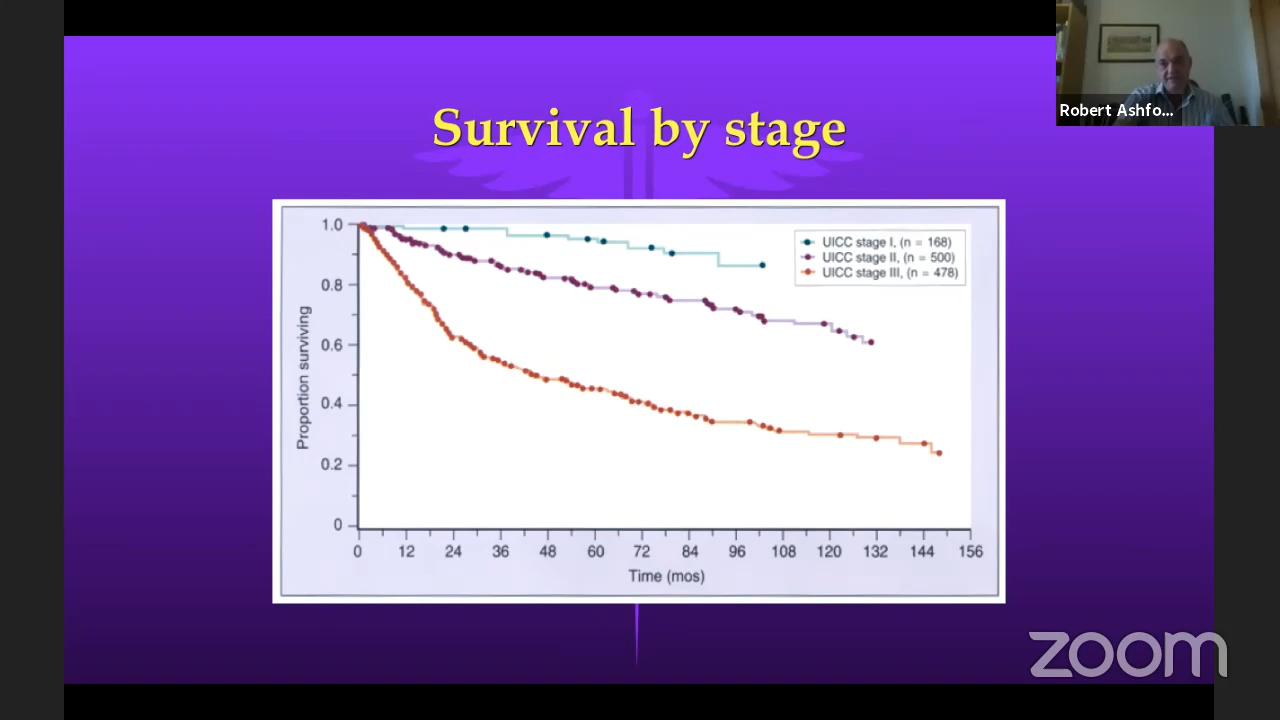 Survival by stage
Robert Ashfo...
UICC stage I, (n = 168)
UICC stage II, (n = 500)
UICC stage III, (n = 478)
Proportion surviving
1.0
0.8
0.6
0.4
0.2
0
0 12 24 36 48 60 72 84 96 108 120 132 144 156
Time (mos)
zoom